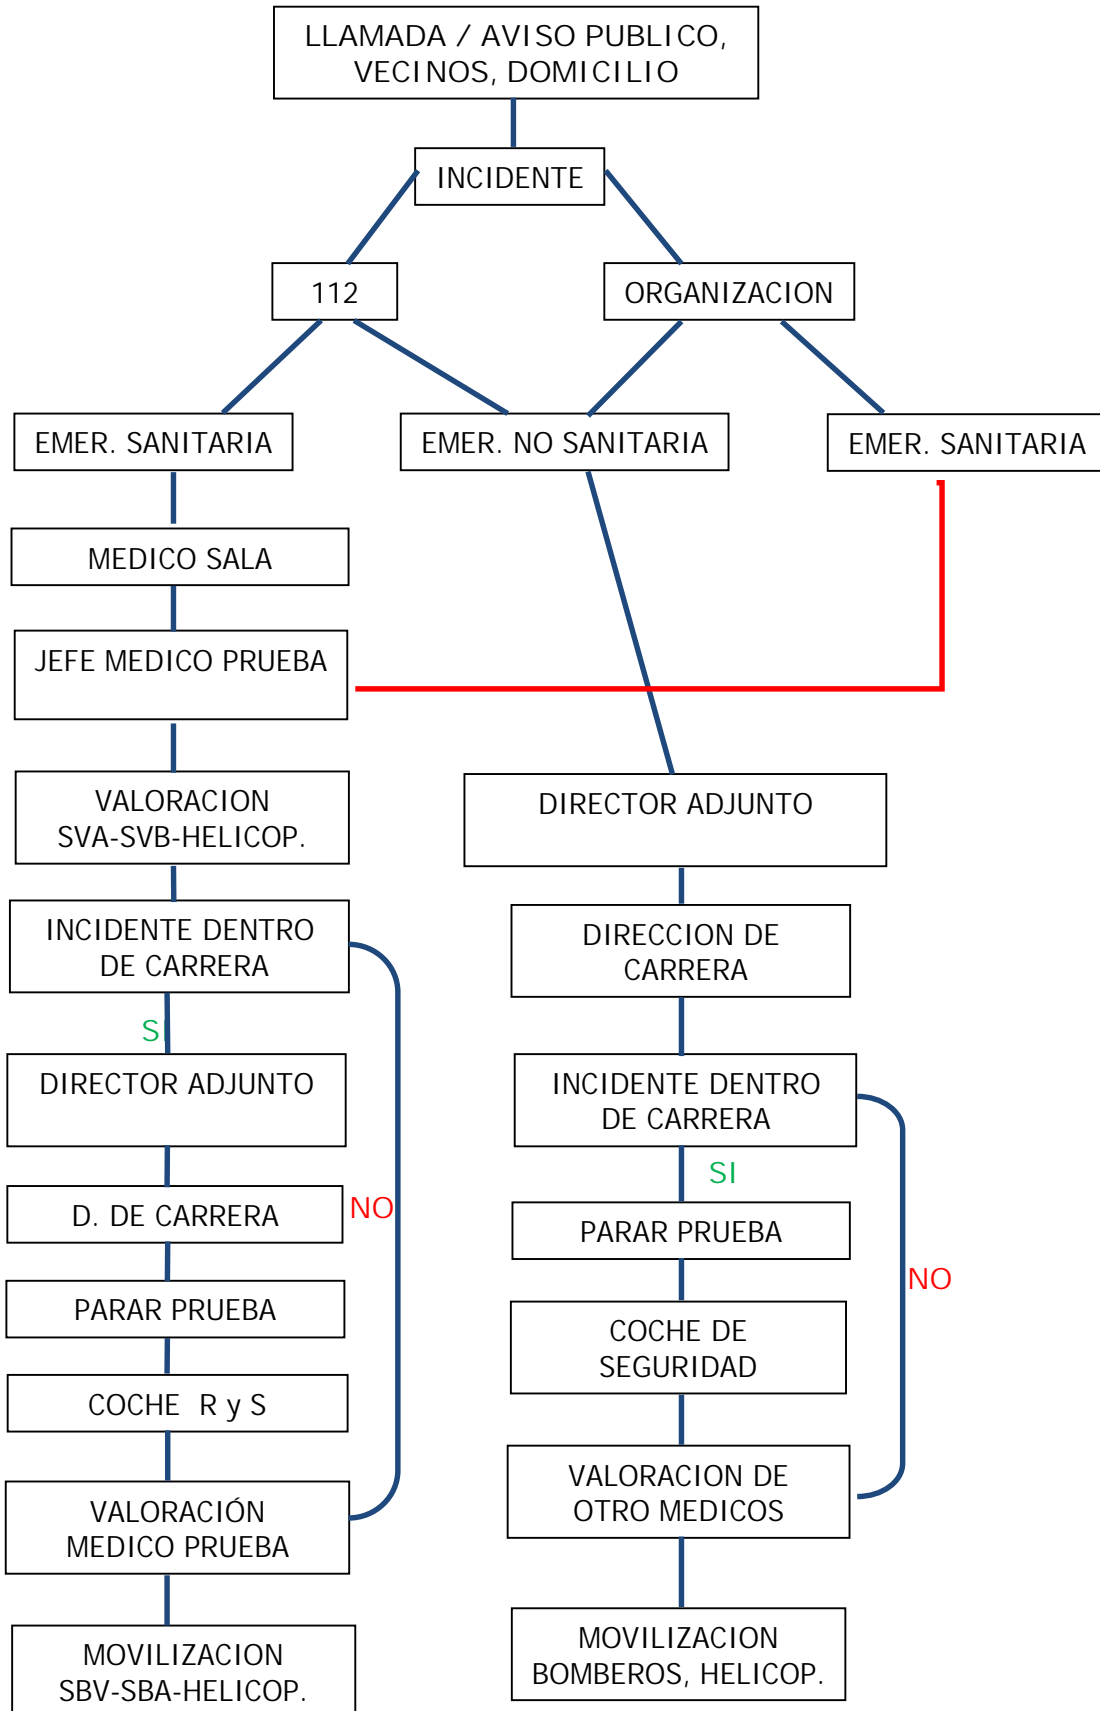 LLAMADA / AVISO PUBLICO,
VECINOS, DOMICILIO
INCIDENTE
112
ORGANIZACION
EMER. SANITARIA
EMER. NO SANITARIA
EMER. SANITARIA
MEDICO SALA
JEFE MEDICO PRUEBA
VALORACION
SVA-SVB-HELICOP.
INCIDENTE DENTRO
DE CARRERA
SI
DIRECTOR ADJUNTO
D. DE CARRERA
NO
PARAR PRUEBA
COCHE R y S
VALORACIÓN
MEDICO PRUEBA
MOVILIZACION
SBV-SBA-HELICOP.
DIRECTOR ADJUNTO
DIRECCION DE
CARRERA
INCIDENTE DENTRO
DE CARRERA
SI
PARAR PRUEBA
NO
COCHE DE
SEGURIDAD
VALORACION DE
OTRO MEDICOS
MOVILIZACION
BOMBEROS, HELICOP.